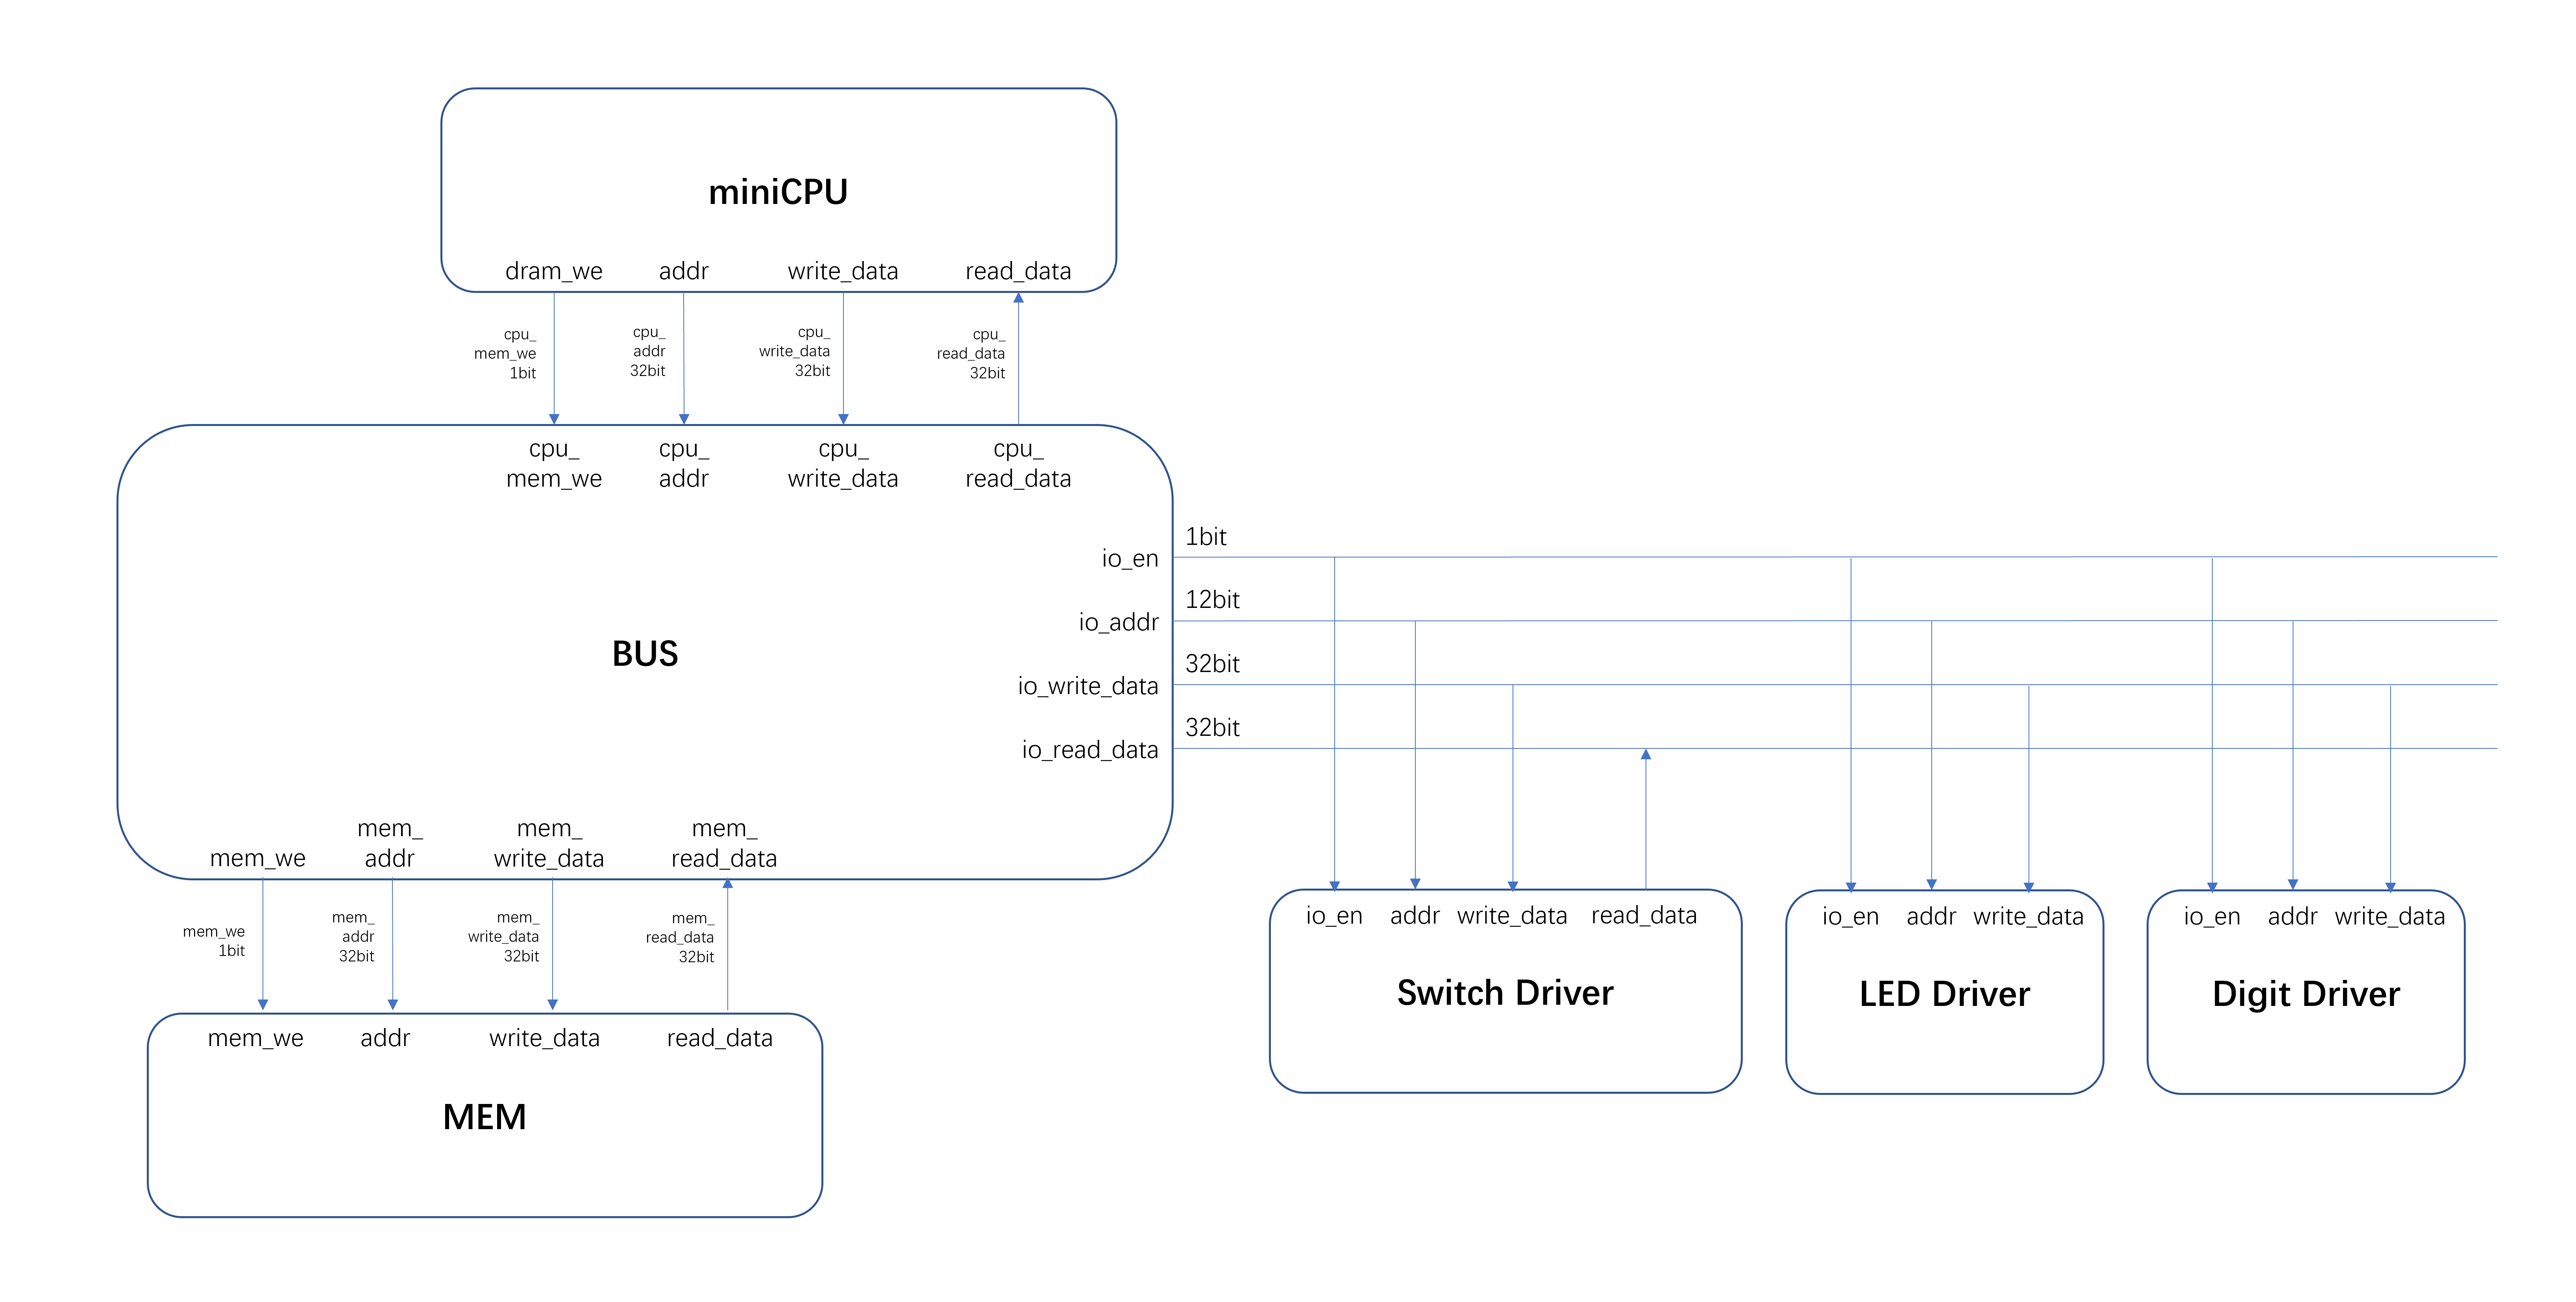 miniCPU
dram_we addr write_data read_data
cpu_
mem_we
1bit
cpu_
addr
32bit
cpu_
write_data
32bit
cpu_
read_data
32bit
cpu_
mem_we
cpu_
addr
cpu_
write_data
cpu_
read_data
BUS
io_en
io_addr
io_write_data
io_read_data
1bit
12bit
32bit
32bit
mem_we
mem_
addr
mem_
write_data
mem_
read_data
mem_we
1bit
mem_
addr
32bit
mem_
write_data
32bit
mem_
read_data
32bit
mem_we addr write_data read_data
MEM
io_en addr write_data read_data
Switch Driver
io_en addr write_data
LED Driver
io_en addr write_data
Digit Driver